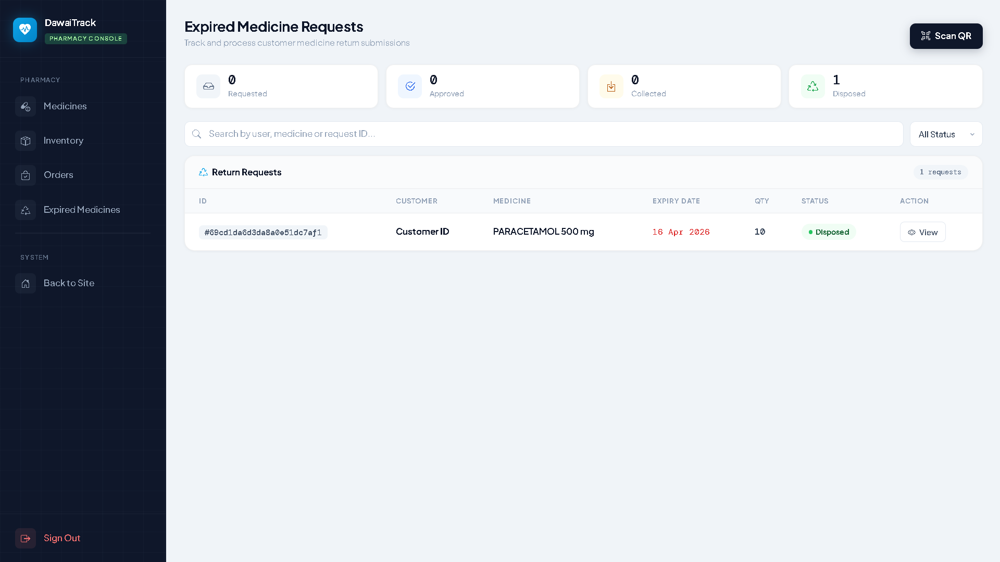 DawaiTrack
PHARMACY CONSOLE
PHARMACY
Medicines
Inventory
Orders
Expired Medicines
SYSTEM
Back to Site
Sign Out
Expired Medicine Requests
Track and process customer medicine return submissions
Scan QR
0
Requested
0
Approved
0
Collected
1
Disposed
Search by user, medicine or request ID...
All Status
Return Requests
1 requests
ID CUSTOMER MEDICINE EXPIRY DATE QTY STATUS ACTION
#69cd1da6d3da8a0e51dc7af1 Customer ID PARACETAMOL 500 mg 16 Apr 2026 10 Disposed View